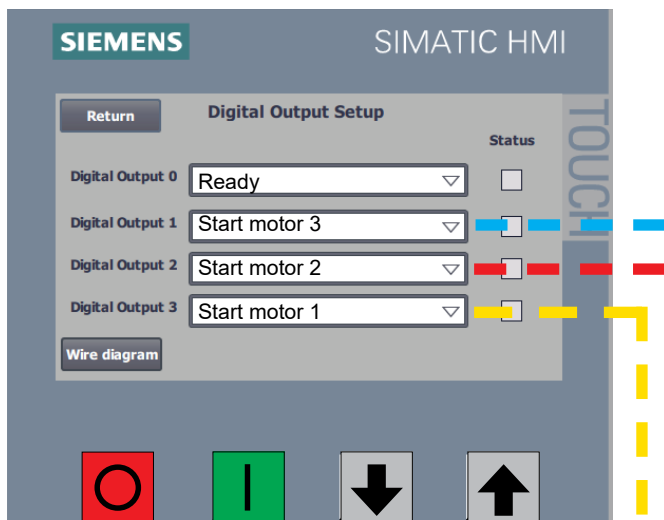 SIEMENS SIMATIC HMI
Return Digital Output Setup
Status
Digital Output 0 Ready
Digital Output 1 Start motor 3
Digital Output 2 Start motor 2
Digital Output 3 Start motor 1
Wire diagram
TOUCH